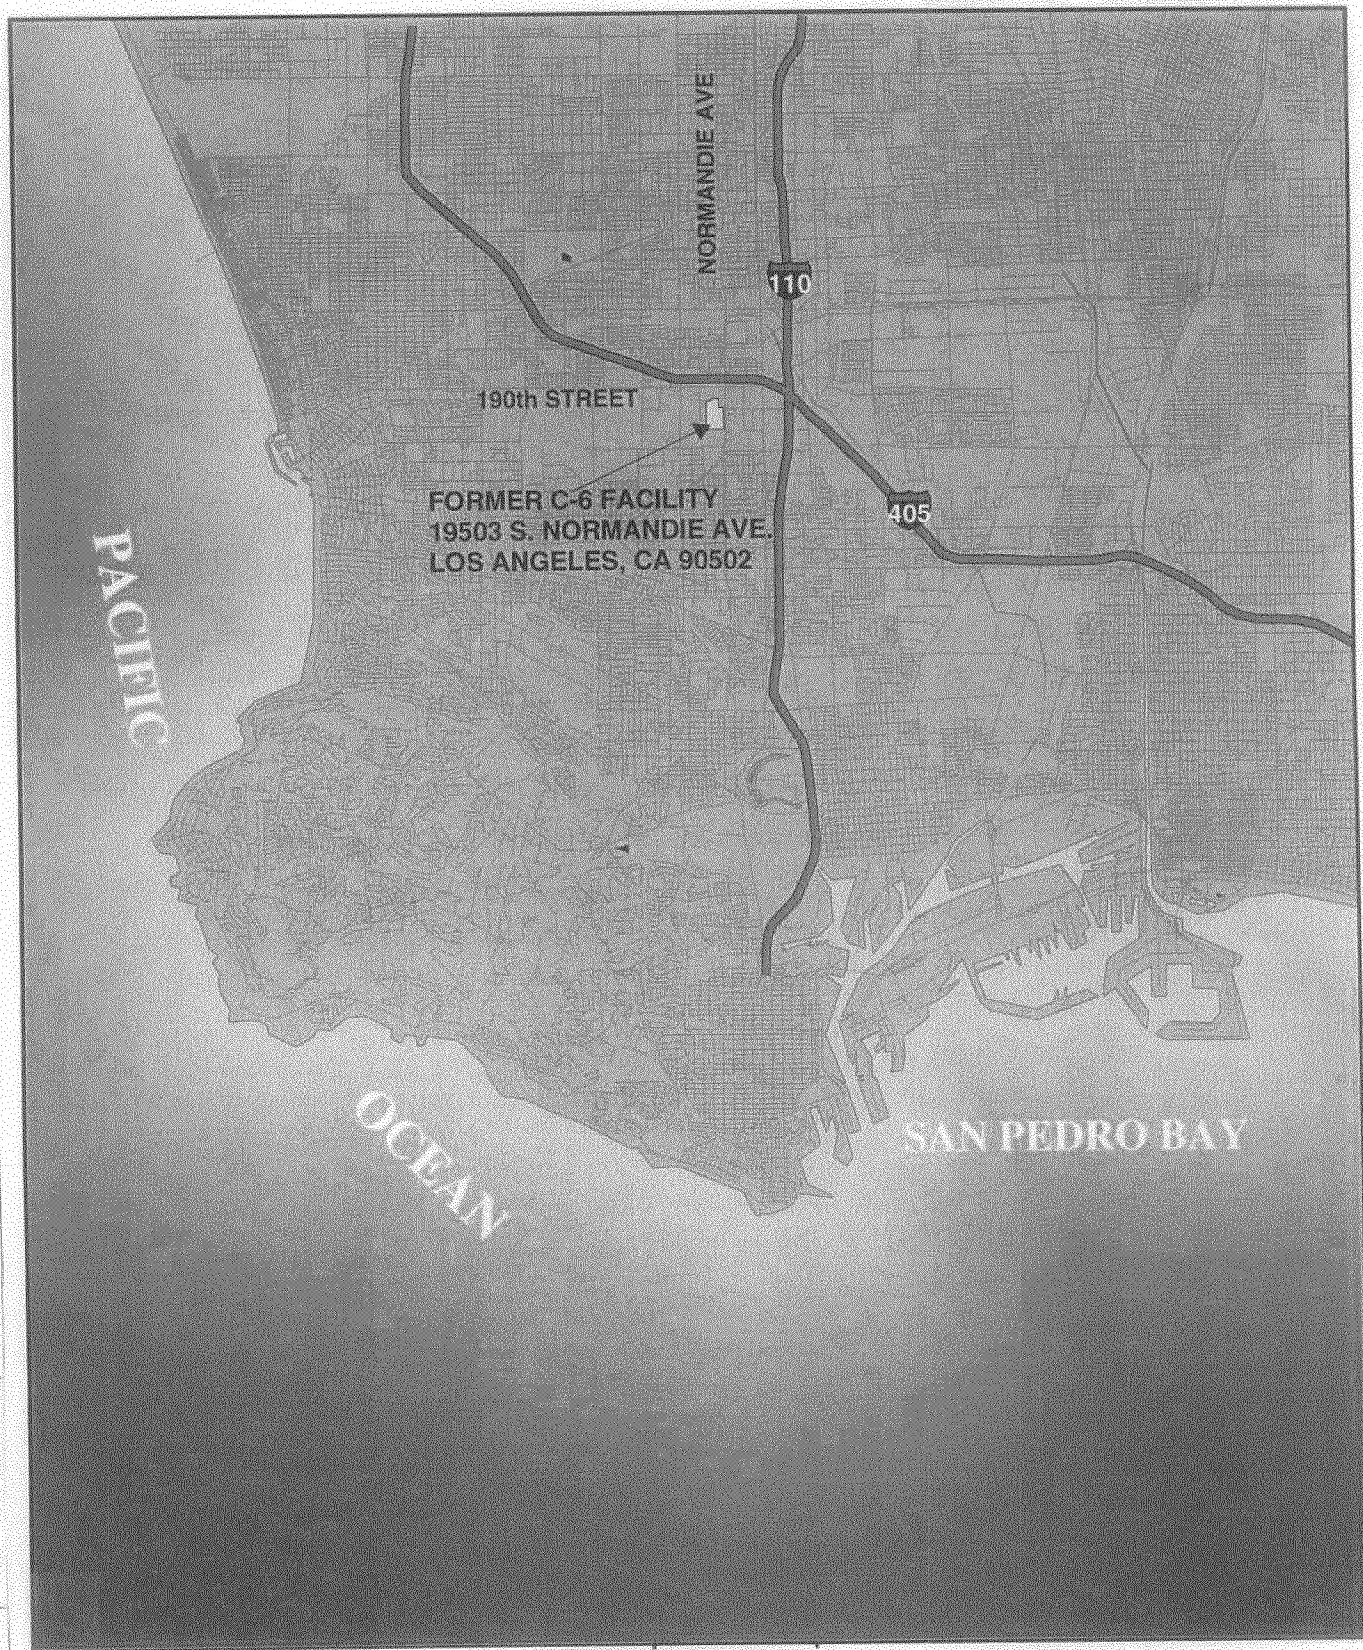 NORMANDIE AVE
110
190th STREET
FORMER C-6 FACILITY
19503 S. NORMANDIE AVE.
LOS ANGELES, CA 90502
405
PACIFIC
OCEAN
SAN PEDRO BAY